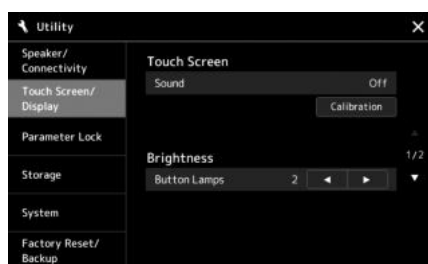 Utility
Speaker/
Connectivity
Touch Screen/
Display
Parameter Lock
Storage
System
Factory Reset/
Backup
Touch Screen
Sound Off
Calibration
Brightness
Button Lamps 2
1/2